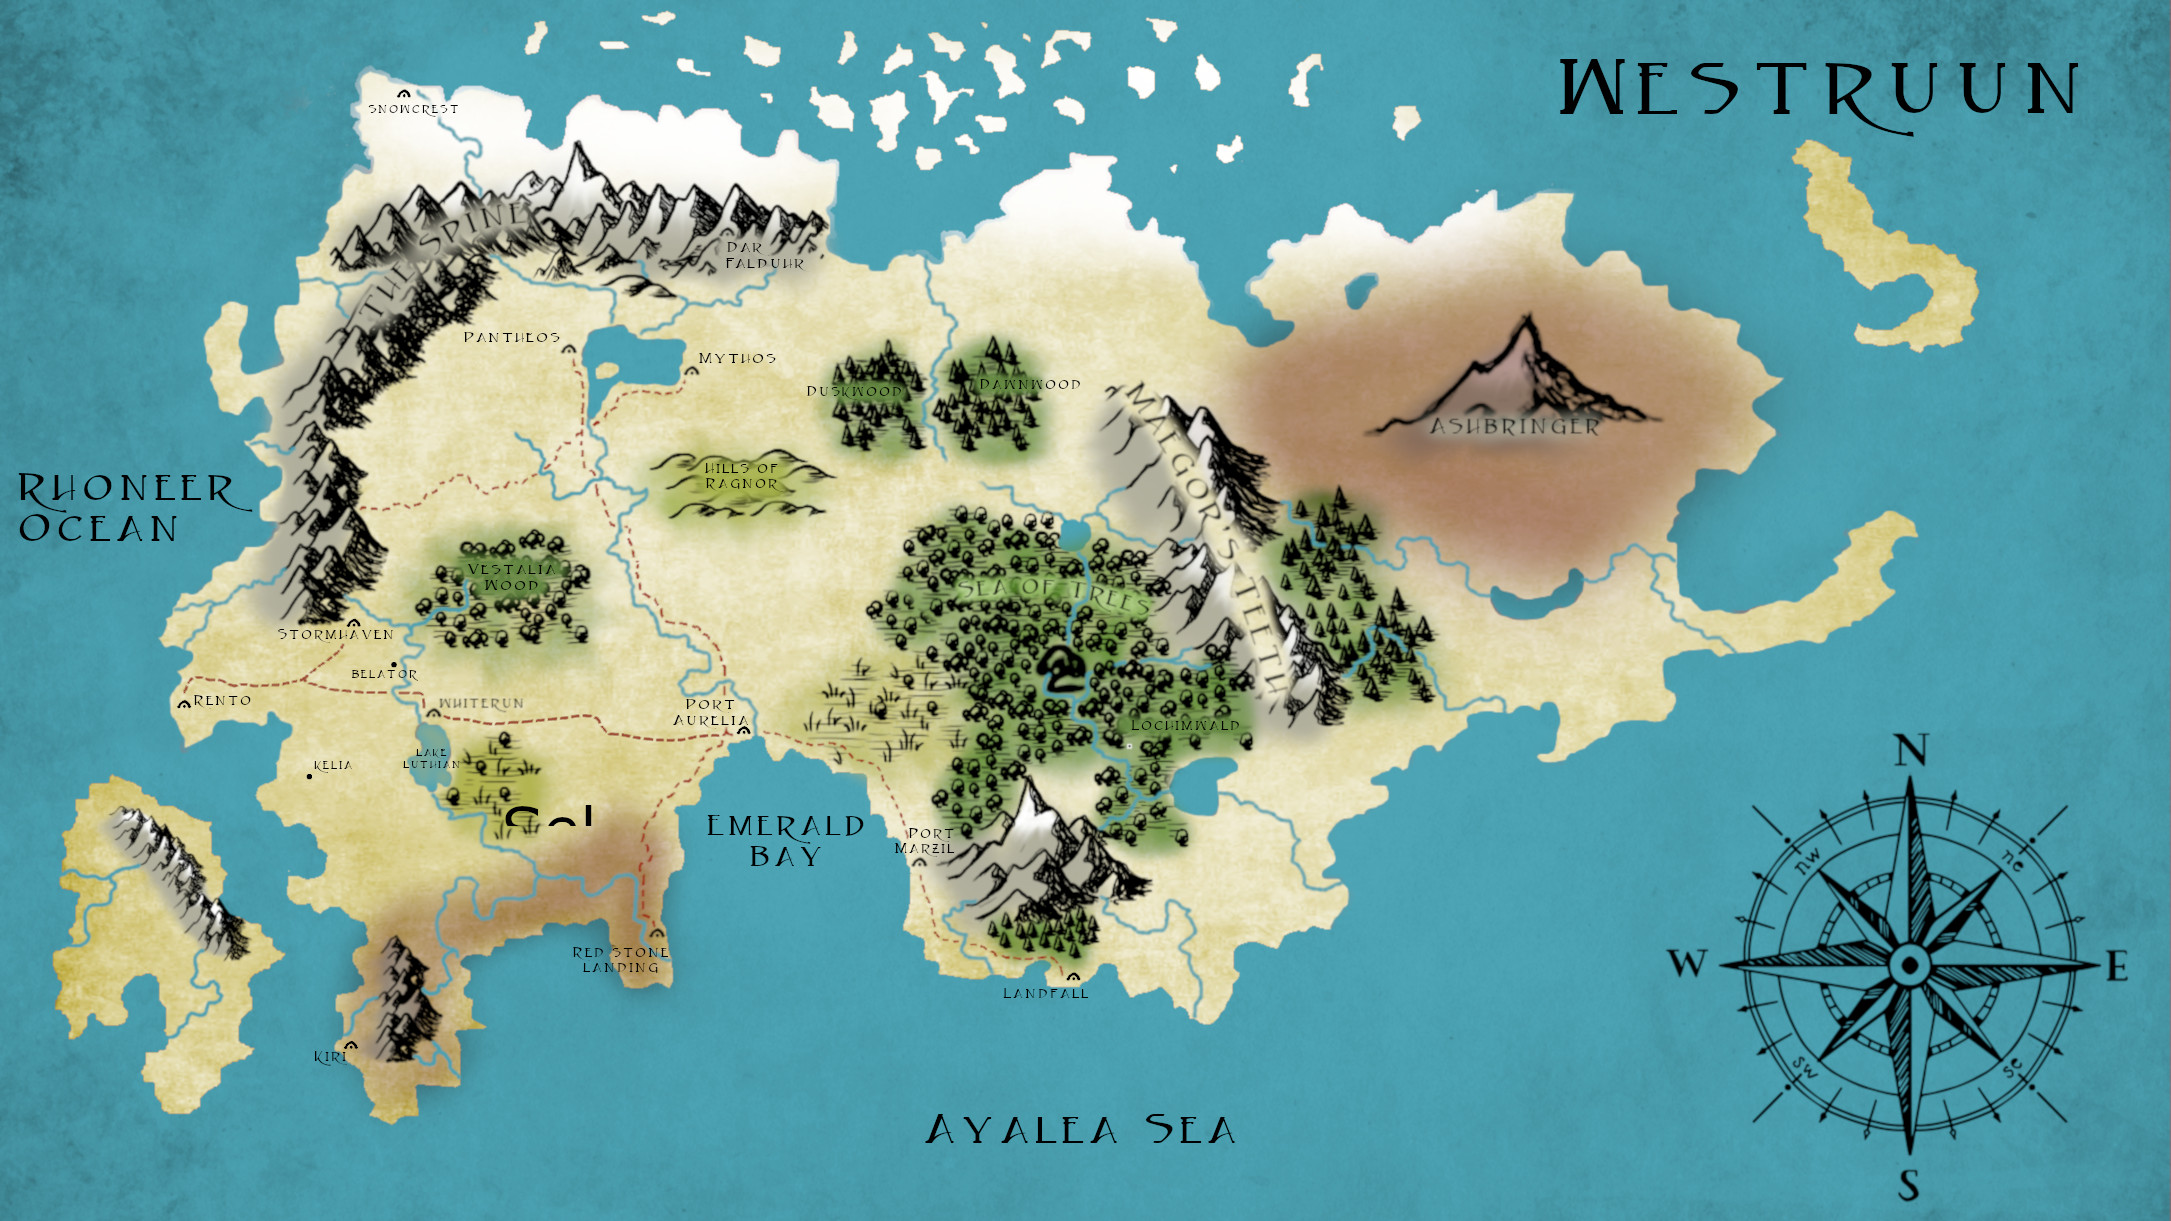 WESTRUUN
SNOWCREST
THE SPINE
DAR
FALDUHR
PANTHEOS
MYTHOS
DUSKWOOD
DAWNWOOD
MALGOR'S TEETH
ASHBRINGER
HILLS OF
RAGNOR
RHONEER
OCEAN
VESTALIA
WOOD
SEA OF TREES
STORMHAVEN
BELATOR
RENTO
WHITERUN
PORT
AURELIA
LOCHIMWALD
LAKE
LUTHIAN
KELIA
Sol
EMERALD
BAY
PORT
MARZIL
RED STONE
LANDING
LANDFALL
KIRI
AYALEA SEA
N
nw
ne
W
E
sw
se
S